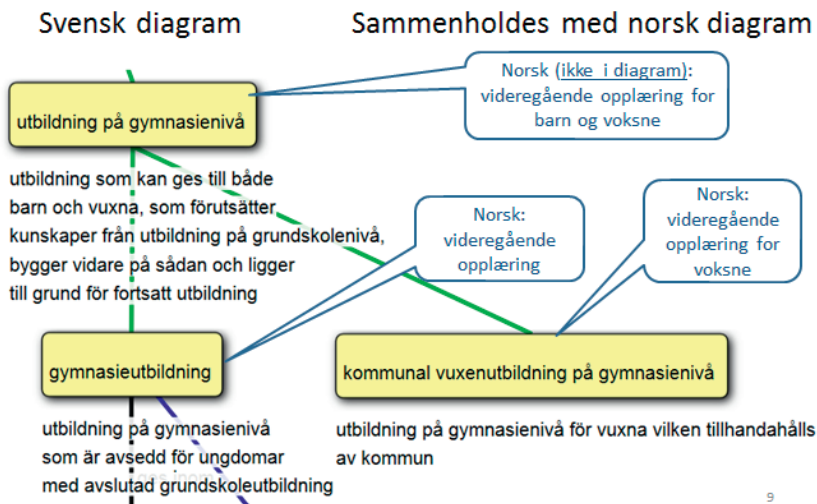 Svensk diagram
Sammenholdes med norsk diagram
Norsk (ikke i diagram):
videregående opplæring for
barn og voksne
utbildning på gymnasienivå
utbildning som kan ges till både
barn och vuxna, som förutsätter
kunskaper från utbildning på grundskolenivå,
bygger vidare på sådan och ligger
till grund för fortsatt utbildning
Norsk:
videregående
opplæring
Norsk:
videregående
opplæring for
voksne
gymnasieutbildning
kommunal vuxenutbildning på gymnasienivå
utbildning på gymnasienivå
som är avsedd för ungdomar
med avslutad grundskoleutbildning
utbildning på gymnasienivå för vuxna vilken tillhandahålls
av kommun
9